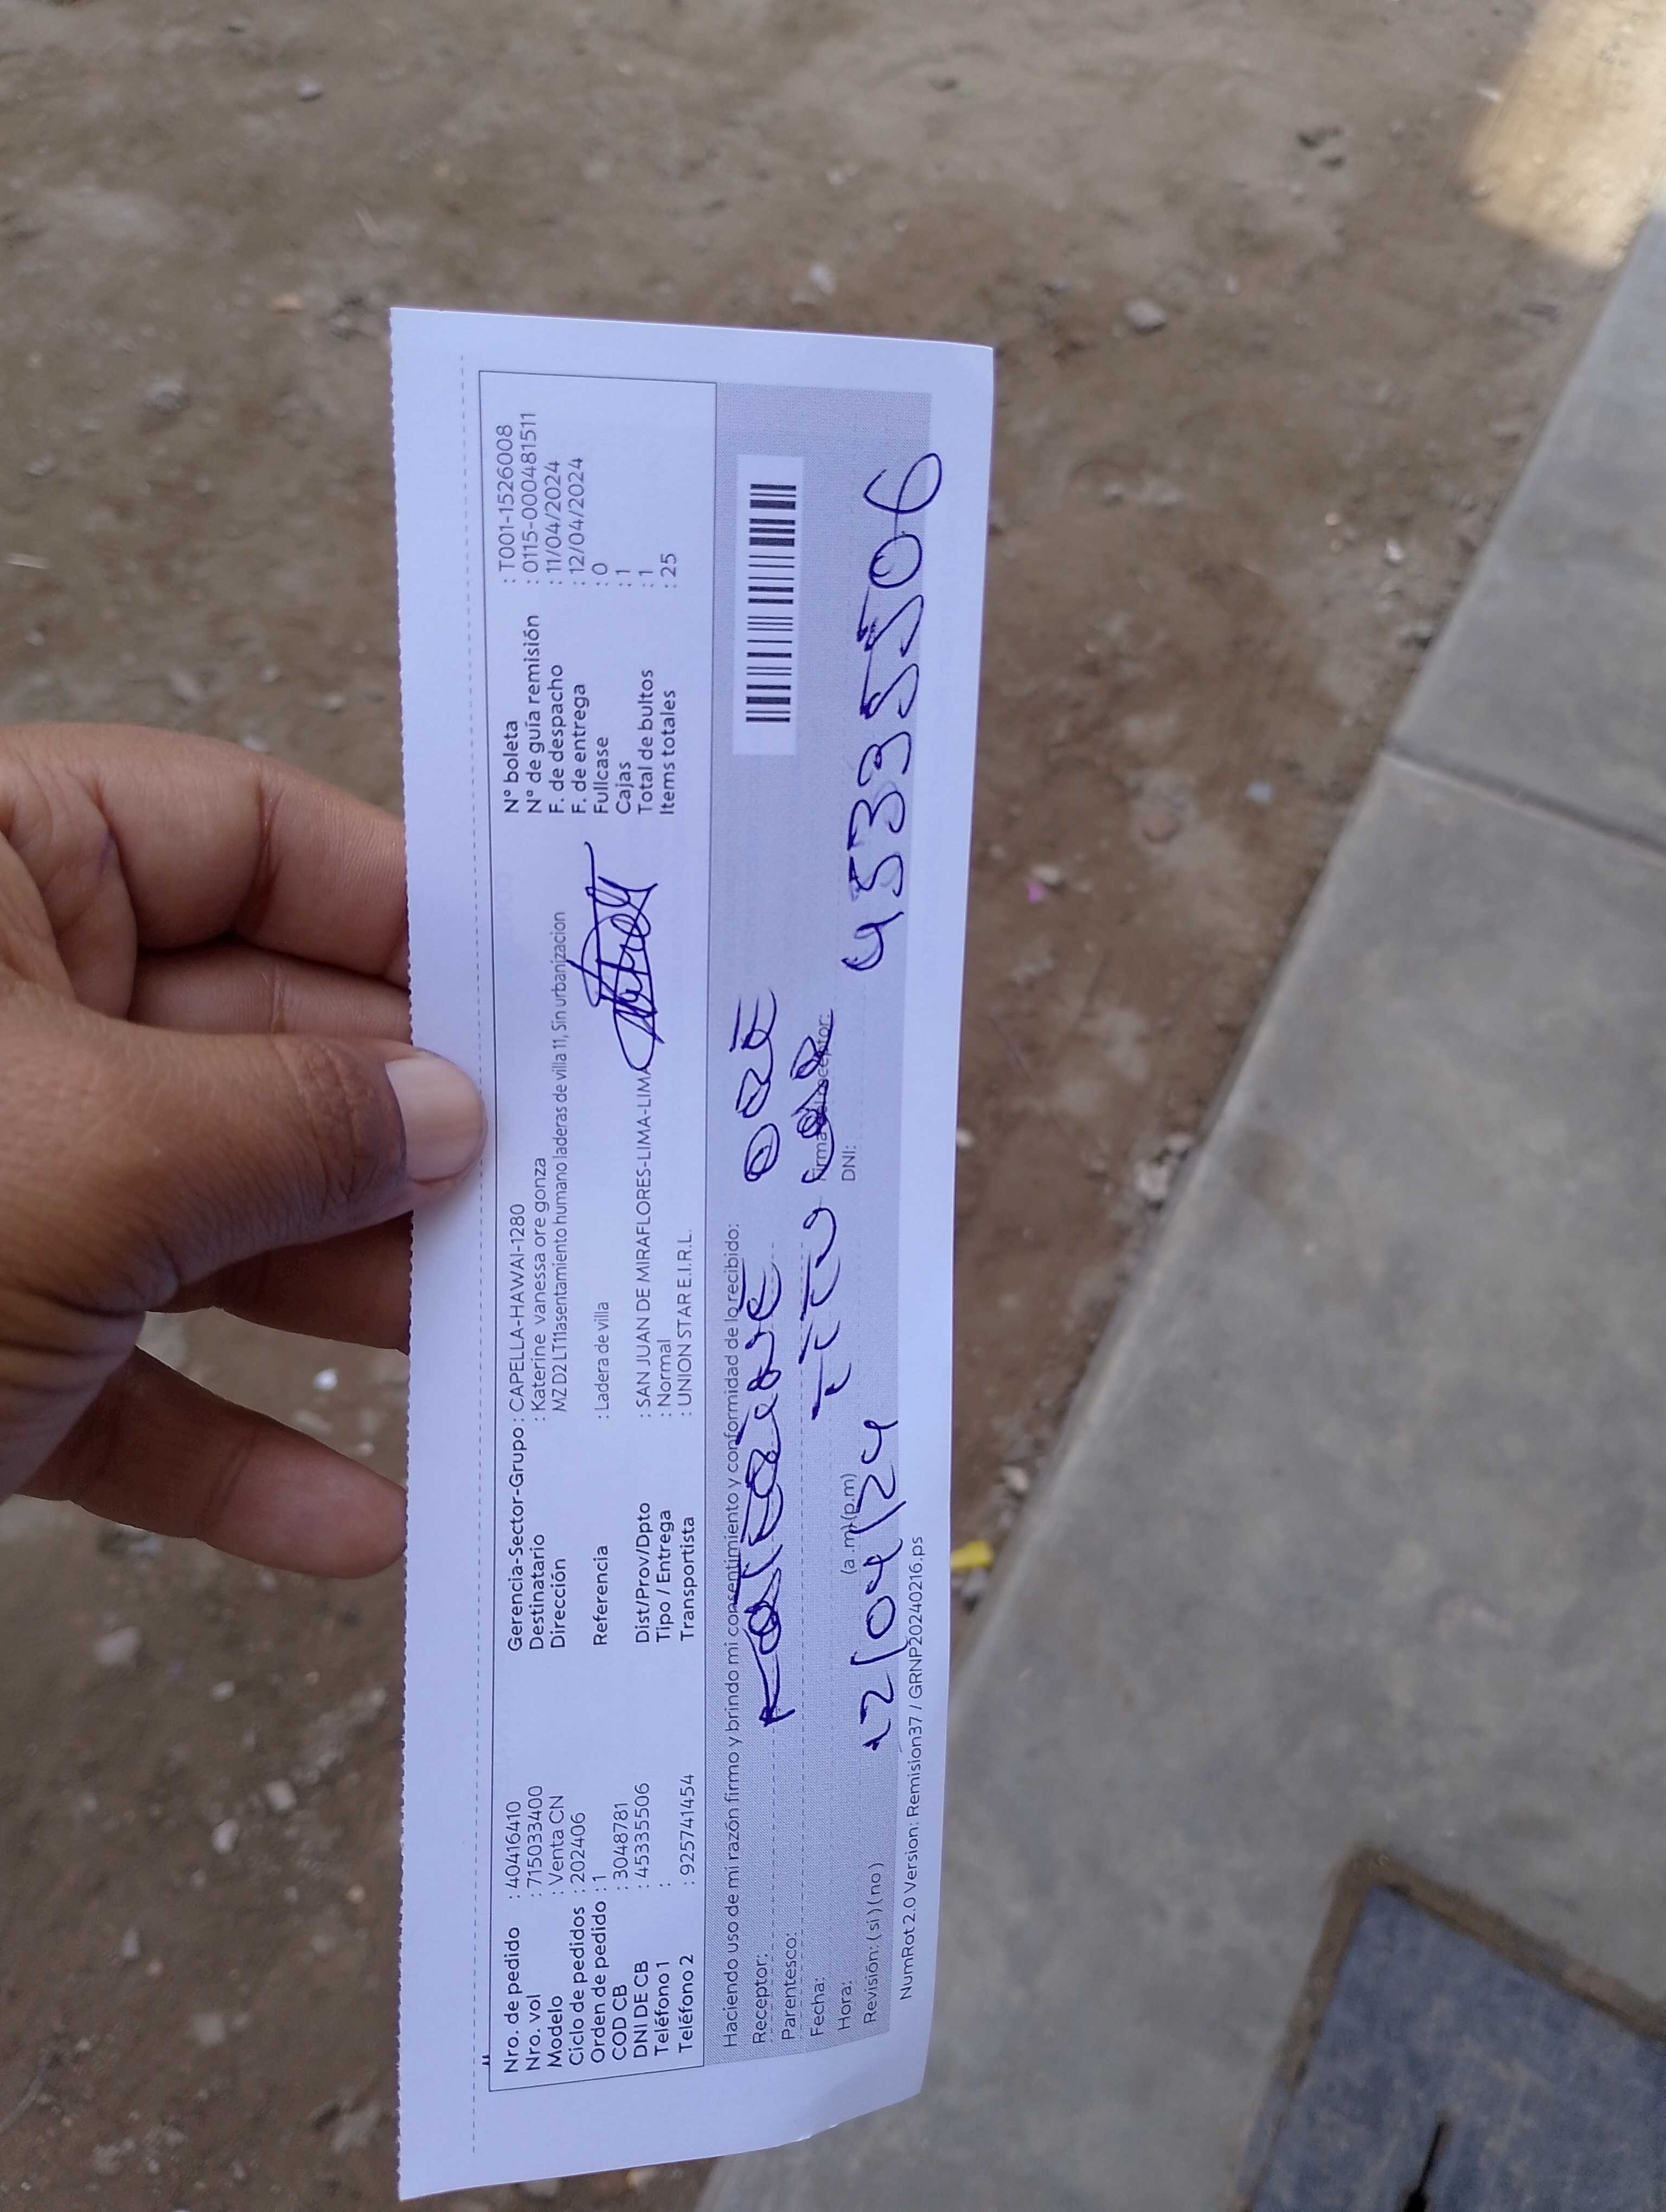 Nro. de pedido : 40416410
Nro. vol : 715033400
Modelo : Venta CN
Ciclo de pedidos : 202406
Orden de pedido : 1
COD CB : 3048781
DNI DE CB : 45335506
Teléfono 1 :
Teléfono 2 : 925741454
Gerencia-Sector-Grupo : CAPELLA-HAWAI-1280
Destinatario : Katerine vanessa ore gonza
Dirección MZ D2 LT11asentamiento humano laderas de villa 11, Sin urbanizacion
Referencia : Ladera de villa
Dist/Prov/Dpto : SAN JUAN DE MIRAFLORES-LIMA-LIMA
Tipo / Entrega : Normal
Transportista : UNION STAR E.I.R.L.
N° boleta : T001-1526008
N° de guía remisión : 0115-000481511
F. de despacho : 11/04/2024
F. de entrega : 12/04/2024
Fullcase : 0
Cajas : 1
Total de bultos : 1
Items totales : 25
Haciendo uso de mi razón firmo y brindo mi consentimiento y conformidad de lo recibido:
Receptor: KATERINE ORE
Parentesco: TITULAR
Fecha: 12/04/24
Firma receptor:
Hora: (a.m) (p.m)
DNI: 45335506
Revisión: ( sí ) ( no )
NumRot 2.0 Version: Remision37 / GRNP20240216.ps